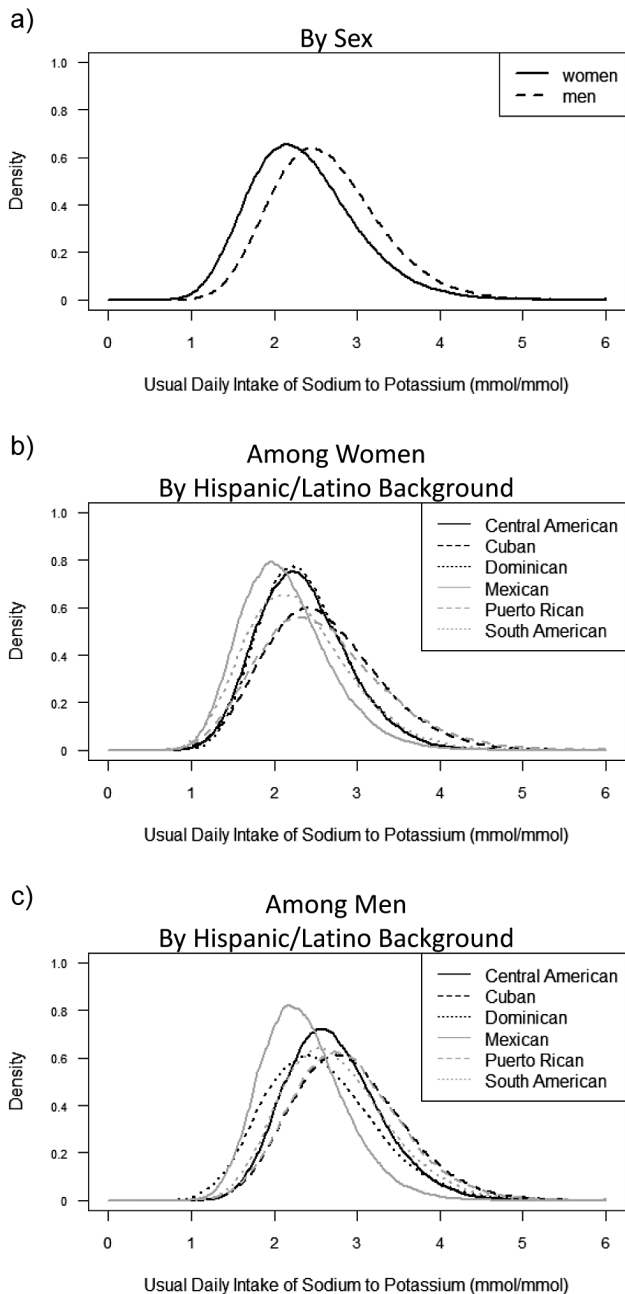 a)
By Sex
1.0
0.8
0.6
0.4
0.2
0
Density
women
men
0 1 2 3 4 5 6
Usual Daily Intake of Sodium to Potassium (mmol/mmol)
b)
Among Women
By Hispanic/Latino Background
1.0
0.8
0.6
0.4
0.2
0
Density
Central American
Cuban
Dominican
Mexican
Puerto Rican
South American
0 1 2 3 4 5 6
Usual Daily Intake of Sodium to Potassium (mmol/mmol)
c)
Among Men
By Hispanic/Latino Background
1.0
0.8
0.6
0.4
0.2
0
Density
Central American
Cuban
Dominican
Mexican
Puerto Rican
South American
0 1 2 3 4 5 6
Usual Daily Intake of Sodium to Potassium (mmol/mmol)